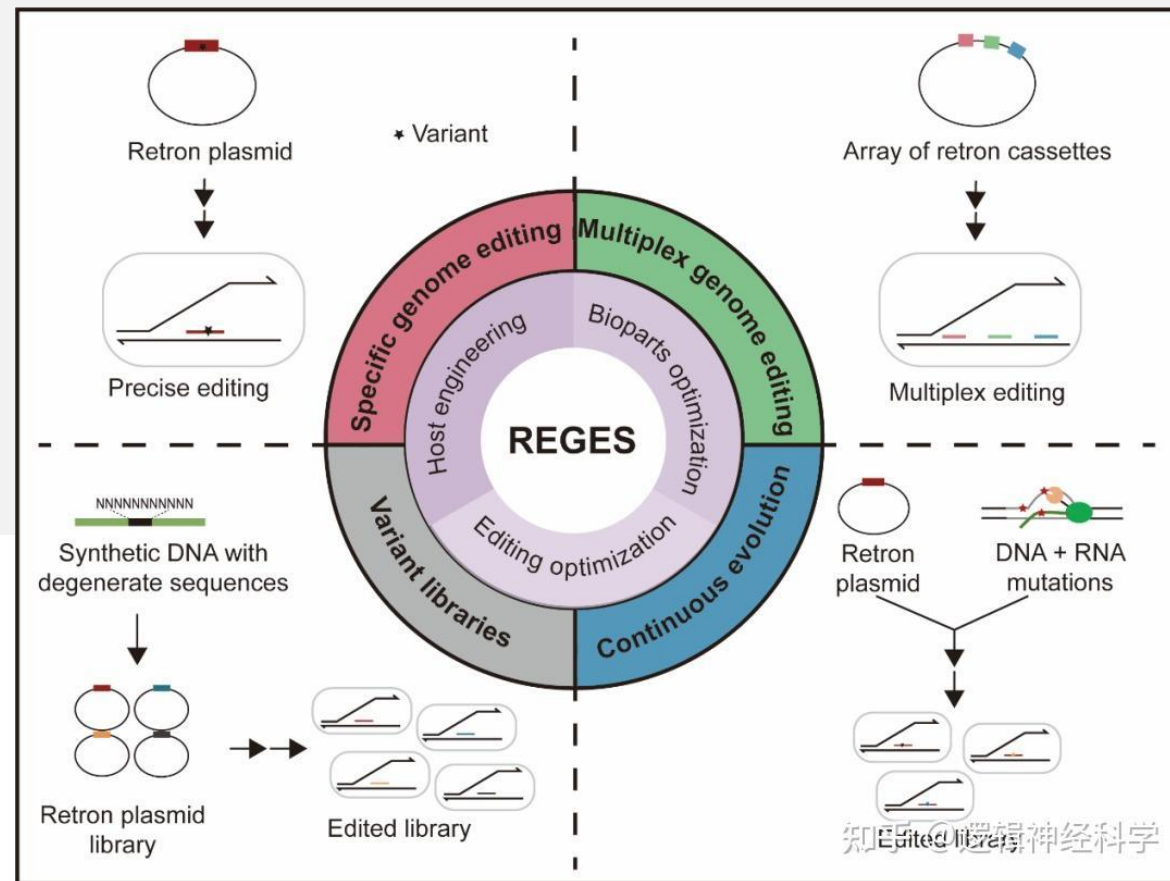 Retron plasmid
★ Variant
Precise editing
Array of retron cassettes
Multiplex editing
Specific genome editing
Multiplex genome editing
Host engineering
Bioparts optimization
REGES
Editing optimization
Variant libraries
Continuous evolution
NNNNNNNNNNN
Synthetic DNA with
degenerate sequences
Retron plasmid
library
Edited library
Retron
plasmid
DNA + RNA
mutations
Edited library
知乎 @逻辑神经科学